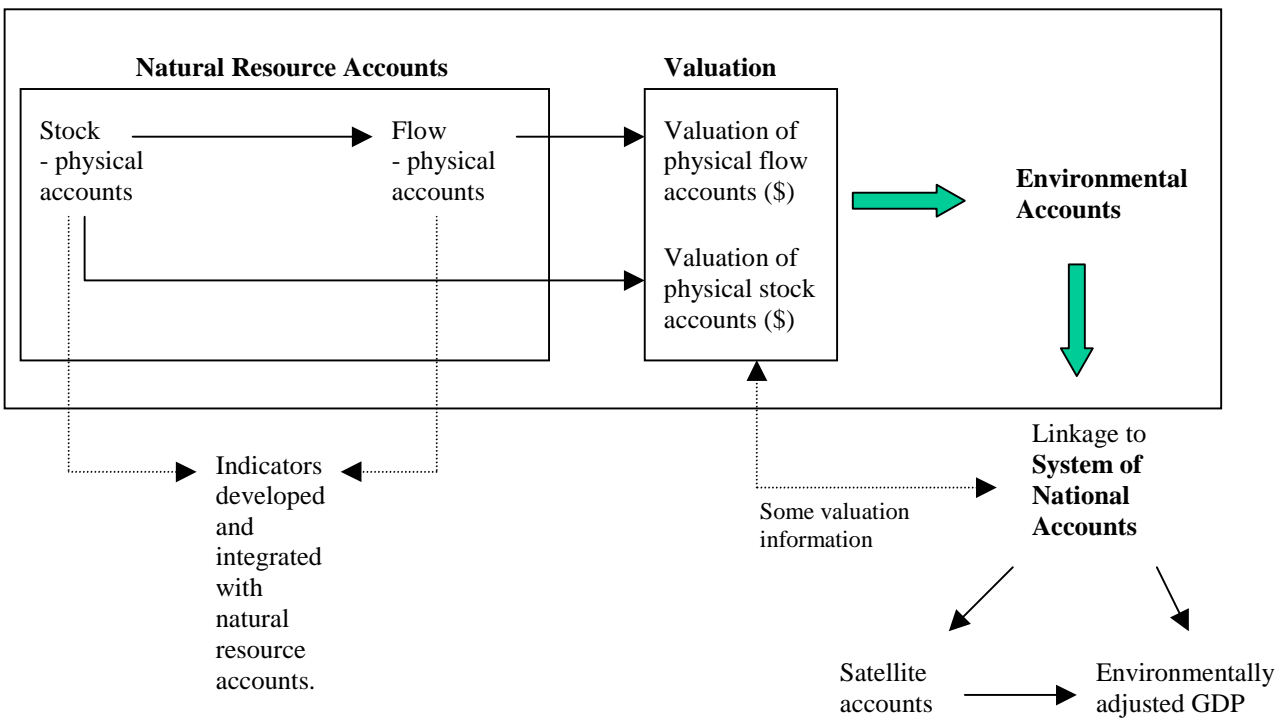 Natural Resource Accounts
Valuation
Stock
- physical
accounts
Flow
- physical
accounts
Valuation of
physical flow
accounts ($)
Valuation of
physical stock
accounts ($)
Environmental
Accounts
Linkage to
System of
National
Accounts
Indicators
developed
and
integrated
with
natural
resource
accounts.
Some valuation
information
Satellite
accounts
Environmentally
adjusted GDP